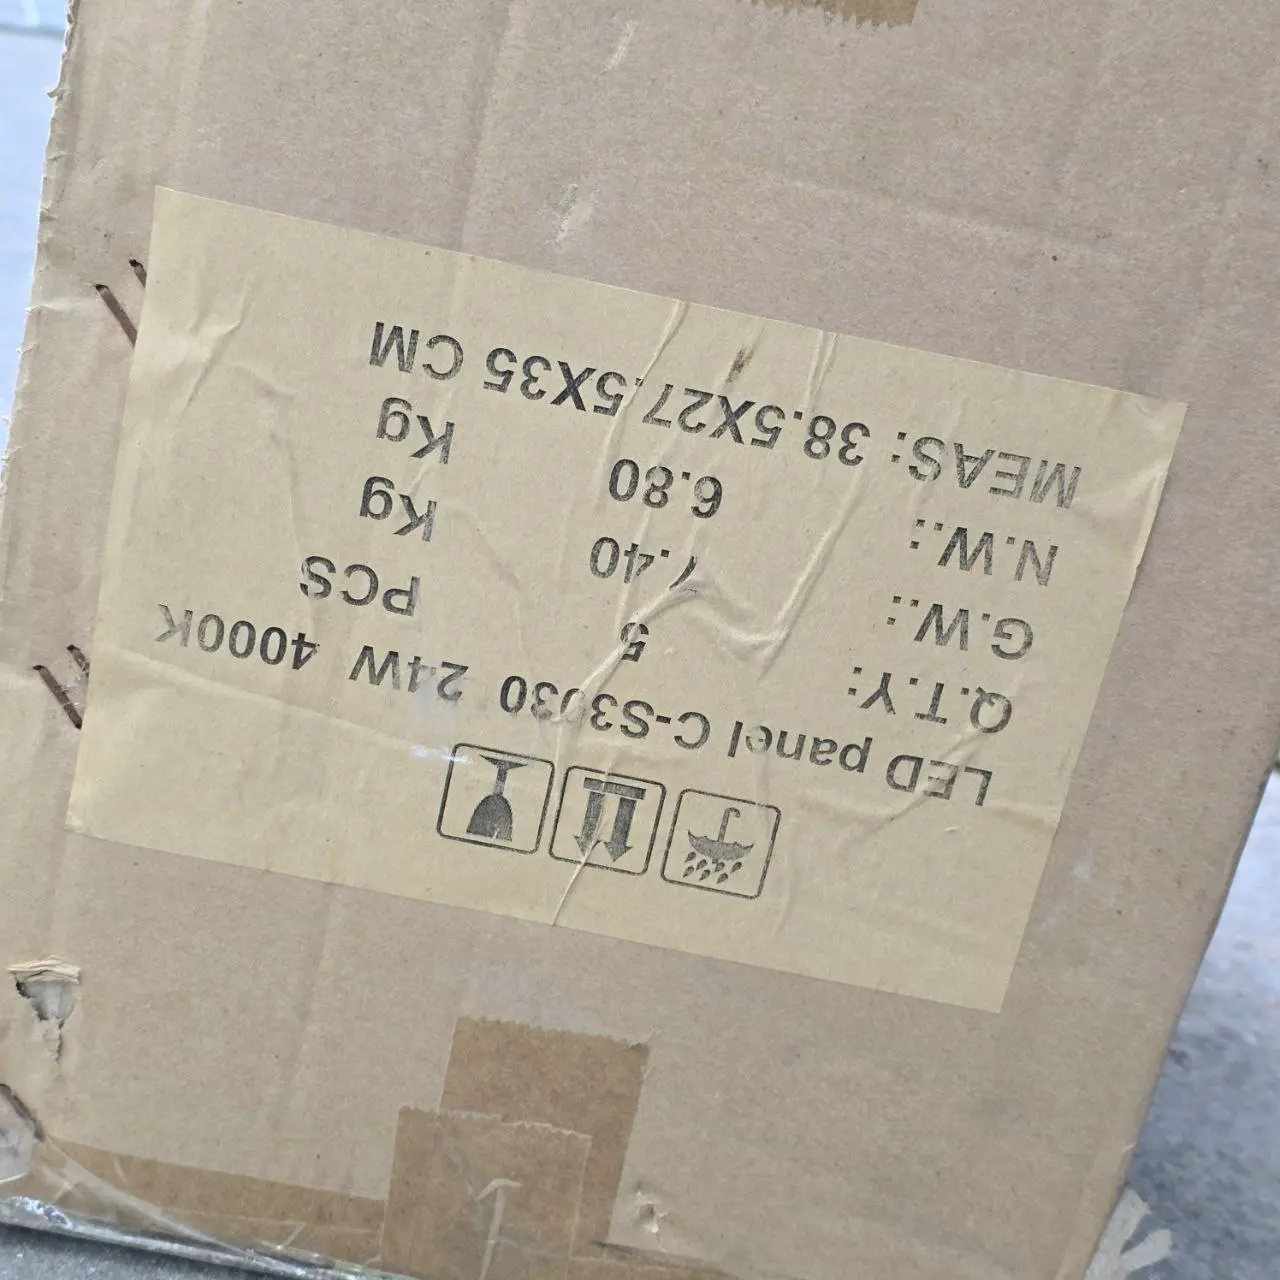 LED panel C-S3030 24W 4000K
Q.T.Y: 5 PCS
G.W.: 7.40 Kg
N.W.: 6.80 Kg
MEAS: 38.5X27.5X35 CM